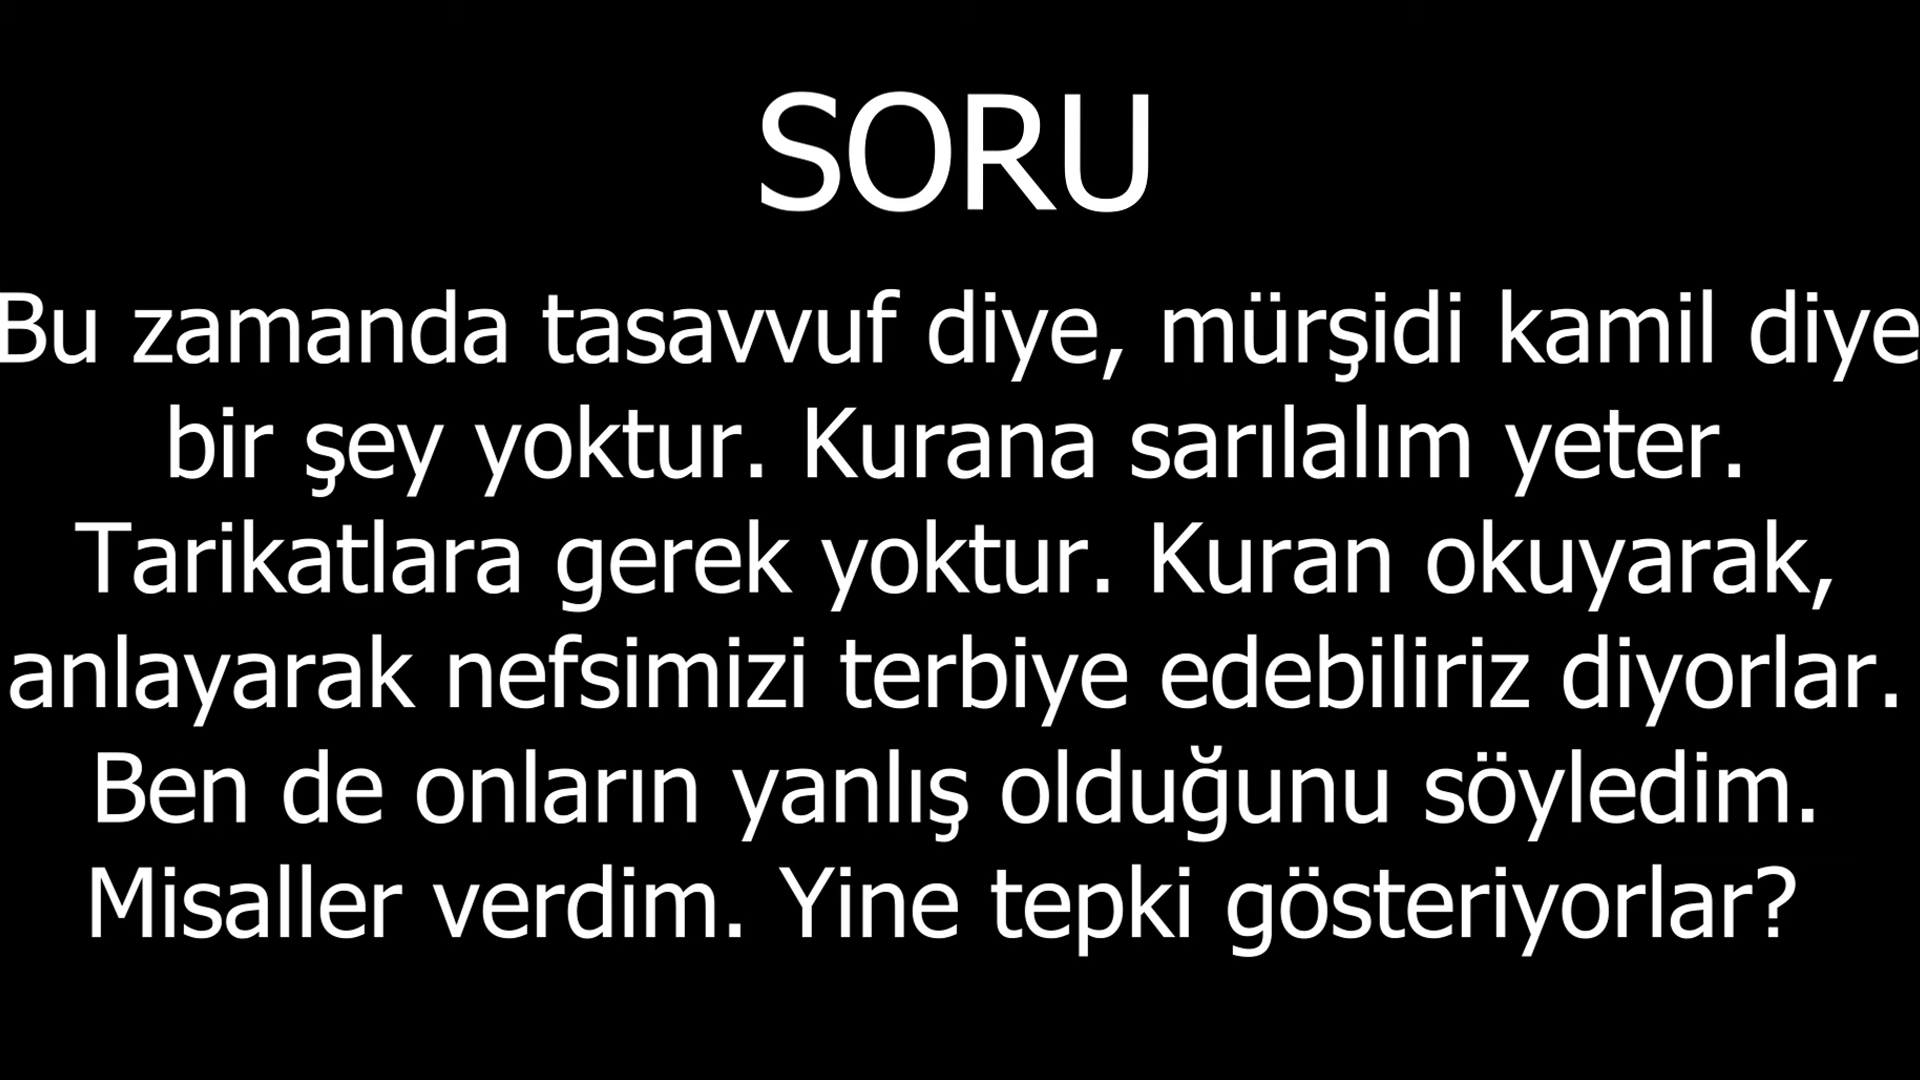 SORU
Bu zamanda tasavvuf diye, mürşidi kamil diye
bir şey yoktur. Kurana sarılalım yeter.
Tarikatlara gerek yoktur. Kuran okuyarak,
anlayarak nefsimizi terbiye edebiliriz diyorlar.
Ben de onların yanlış olduğunu söyledim.
Misaller verdim. Yine tepki gösteriyorlar?